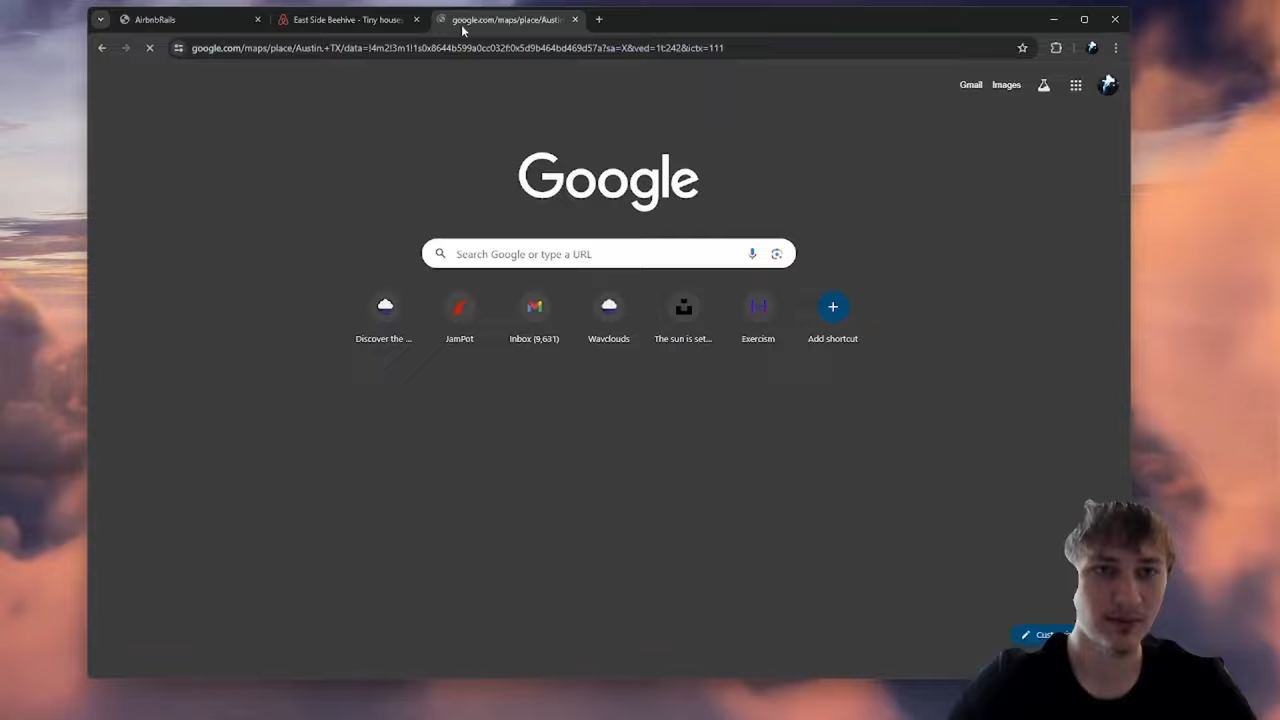 AirbnbRails
East Side Beehive - Tiny houses
google.com/maps/place/Austin
google.com/maps/place/Austin,+TX/data=!4m2!3m1!1s0x8644b599a0cc032f:0x5d9b464bd469d57a?sa=X&ved=1t:242&ictx=111
Gmail Images
Google
Search Google or type a URL
Discover the ... JamPot Inbox (9,631) Wavclouds The sun is set... Exercism Add shortcut